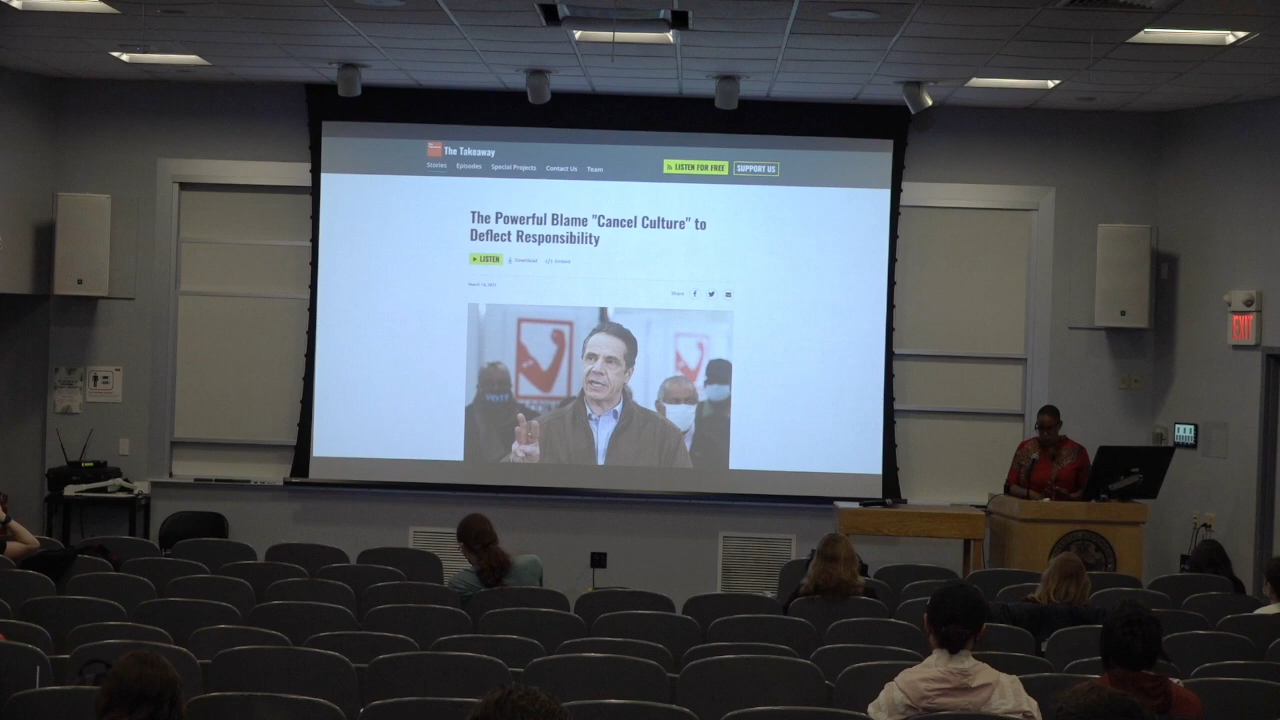 The Takeaway
Stories Episodes Special Projects Contact Us Team
LISTEN FOR FREE SUPPORT US
The Powerful Blame "Cancel Culture" to
Deflect Responsibility
LISTEN Download </> Embed
Share
EXIT